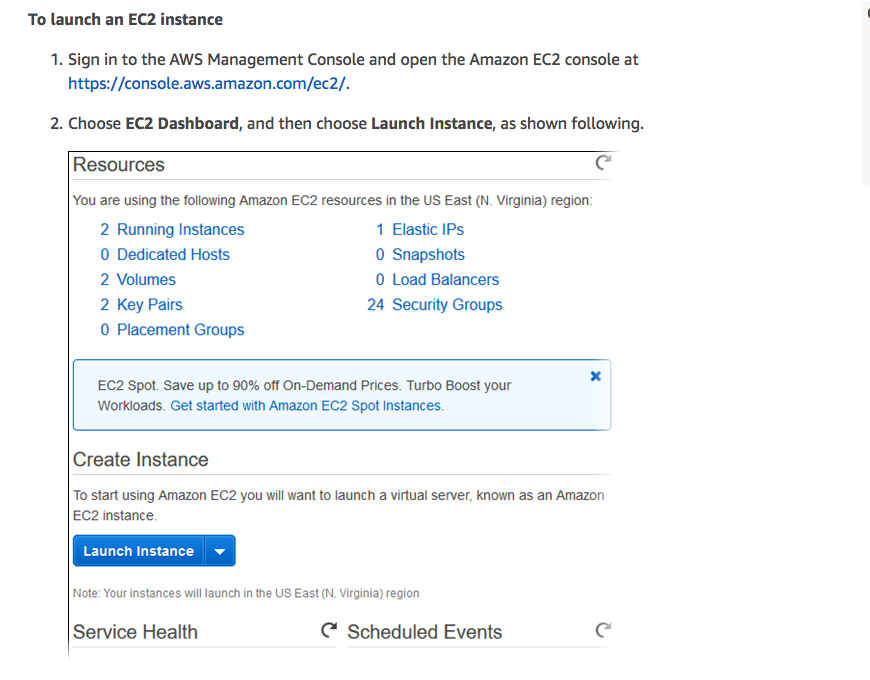 To launch an EC2 instance
1. Sign in to the AWS Management Console and open the Amazon EC2 console at
https://console.aws.amazon.com/ec2/.
2. Choose EC2 Dashboard, and then choose Launch Instance, as shown following.
Resources
You are using the following Amazon EC2 resources in the US East (N. Virginia) region:
2 Running Instances 1 Elastic IPs
0 Dedicated Hosts 0 Snapshots
2 Volumes 0 Load Balancers
2 Key Pairs 24 Security Groups
0 Placement Groups
EC2 Spot. Save up to 90% off On-Demand Prices. Turbo Boost your
Workloads. Get started with Amazon EC2 Spot Instances.
Create Instance
To start using Amazon EC2 you will want to launch a virtual server, known as an Amazon
EC2 instance.
Launch Instance
Note: Your instances will launch in the US East (N. Virginia) region
Service Health Scheduled Events